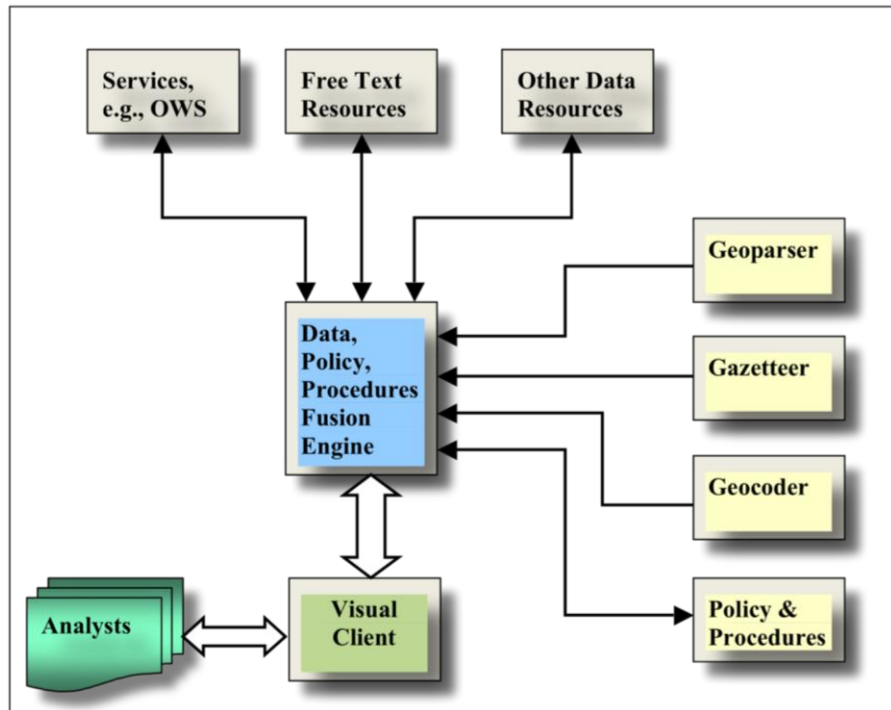 Services,
e.g., OWS
Free Text
Resources
Other Data
Resources
Geoparser
Data,
Policy,
Procedures
Fusion
Engine
Gazetteer
Geocoder
Analysts
Visual
Client
Policy &
Procedures